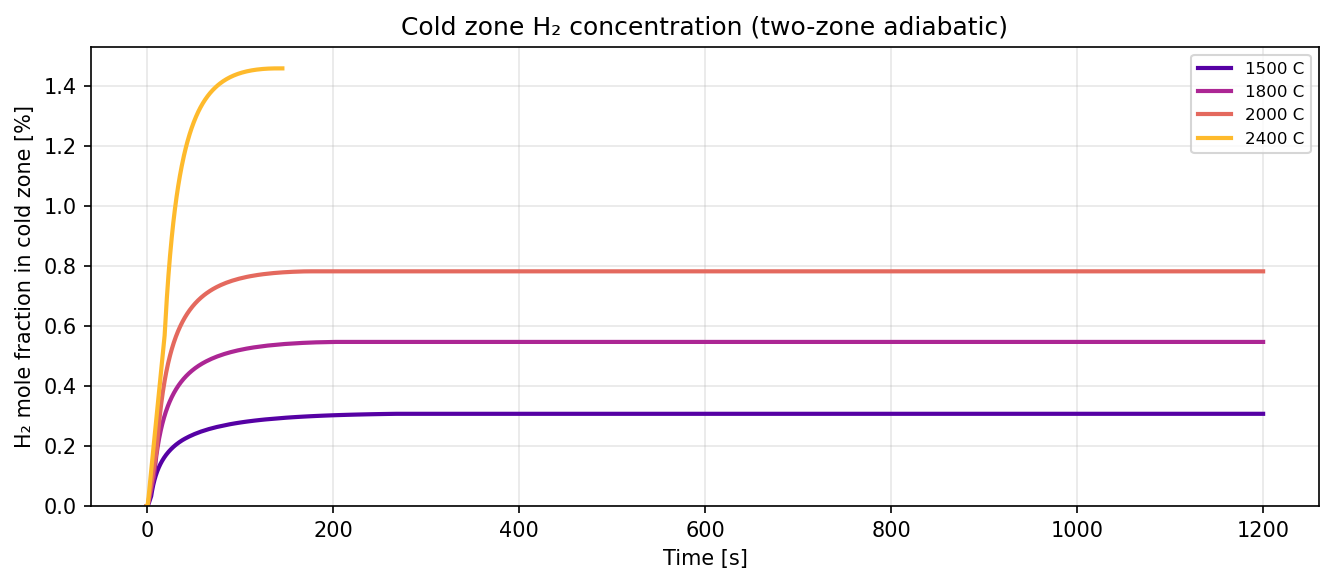 Cold zone H₂ concentration (two-zone adiabatic)
H₂ mole fraction in cold zone [%]
1.4
1.2
1.0
0.8
0.6
0.4
0.2
0.0
1500 C
1800 C
2000 C
2400 C
0 200 400 600 800 1000 1200
Time [s]